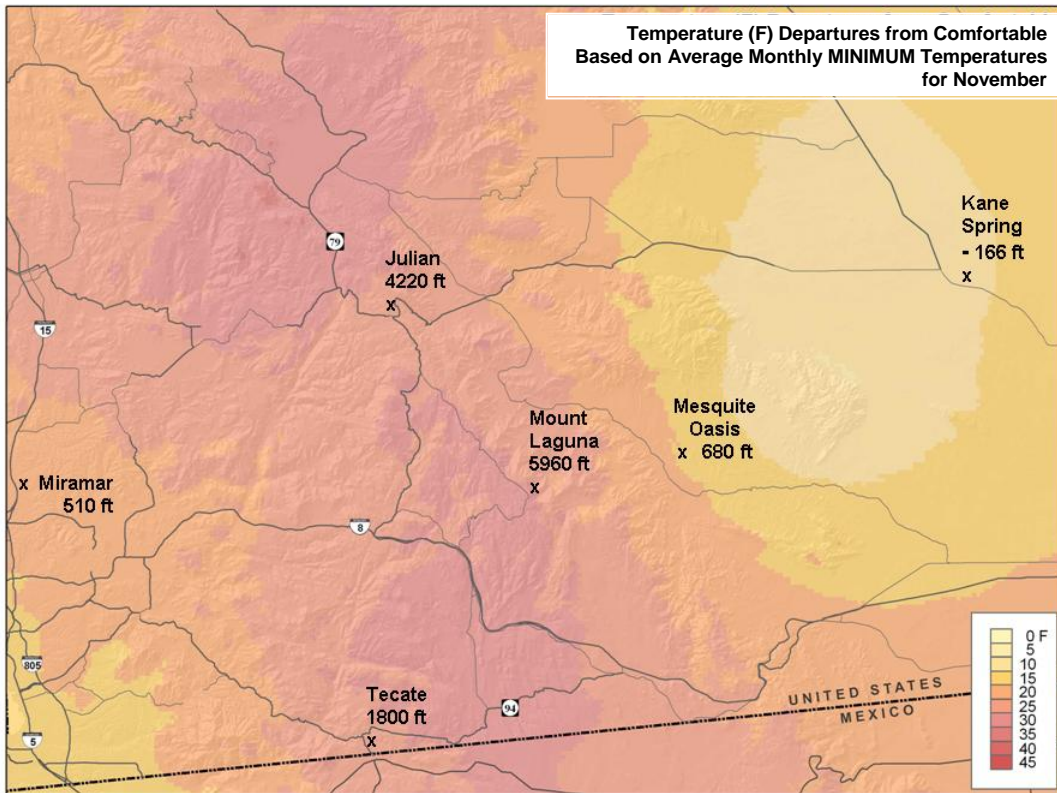 Temperature (F) Departures from Comfortable
Based on Average Monthly MINIMUM Temperatures
for November
Kane
Spring
- 166 ft
x
79
Julian
4220 ft
x
15
Mount
Laguna
5960 ft
x
Mesquite
Oasis
x 680 ft
x Miramar
510 ft
8
805
5
Tecate
1800 ft
x
94
UNITED STATES
MEXICO
0 F
5
10
15
20
25
30
35
40
45